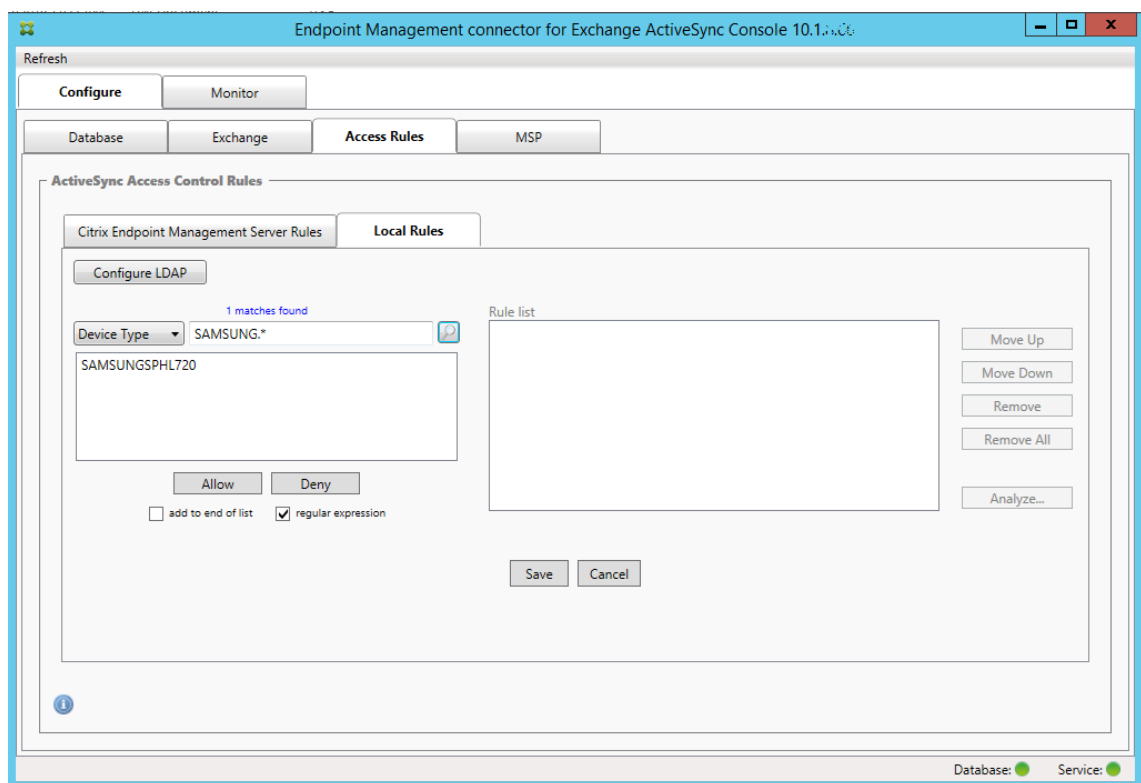 Endpoint Management connector for Exchange ActiveSync Console
Refresh
Configure Monitor
Database Exchange Access Rules MSP
ActiveSync Access Control Rules
Citrix Endpoint Management Server Rules Local Rules
Configure LDAP
1 matches found Rule list
Device Type SAMSUNG.*
SAMSUNGSPHL720
Move Up
Move Down
Remove
Remove All
Allow Deny
Analyze...
add to end of list regular expression
Save Cancel
Database: Service: